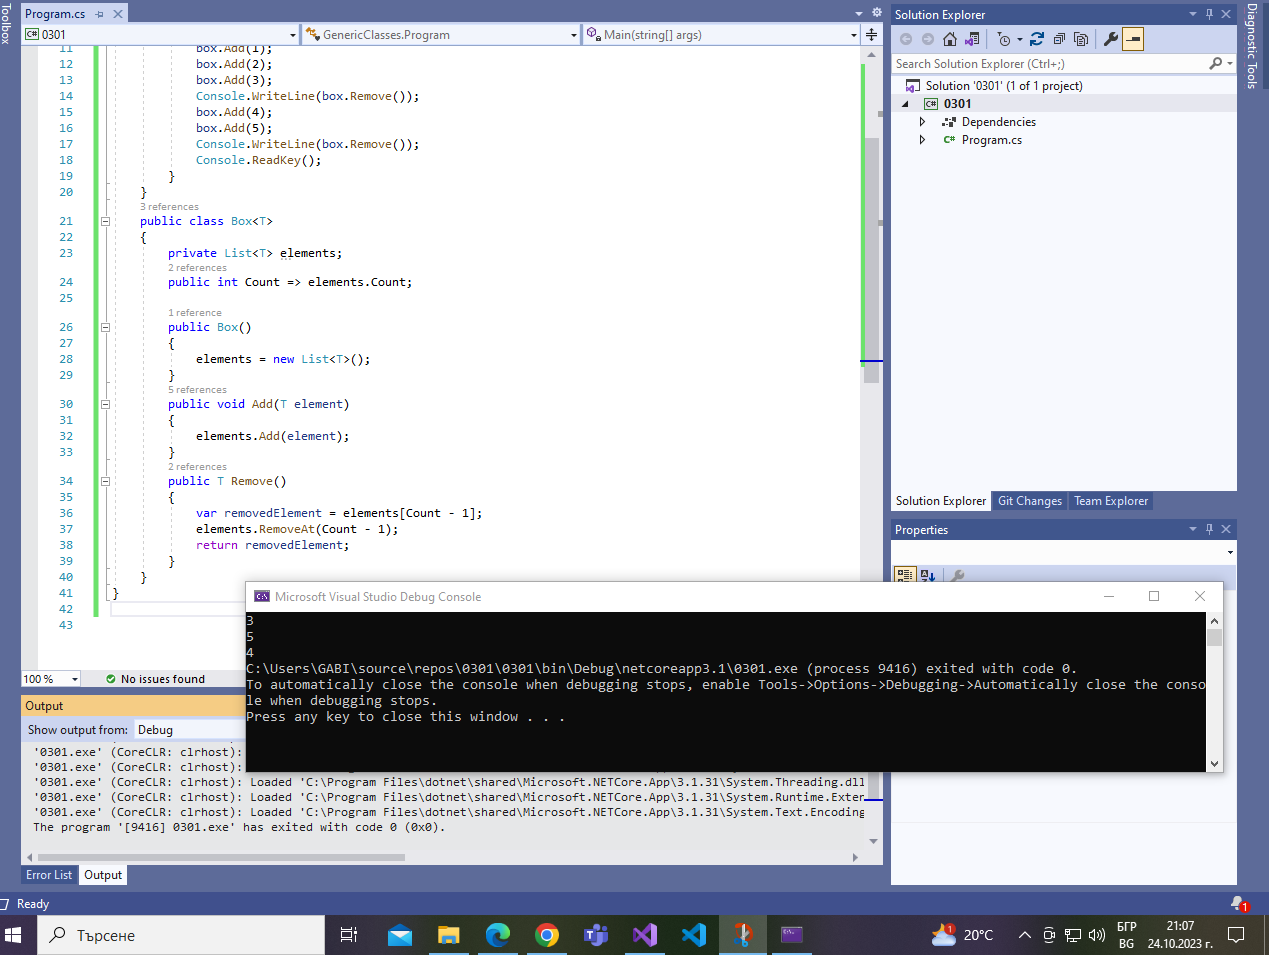 Toolbox
Program.cs
0301
GenericClasses.Program
Main(string[] args)
11 box.Add(1);
12 box.Add(2);
13 box.Add(3);
14 Console.WriteLine(box.Remove());
15 box.Add(4);
16 box.Add(5);
17 Console.WriteLine(box.Remove());
18 Console.ReadKey();
19 }
20 }
3 references
21 public class Box<T>
22 {
23 private List<T> elements;
2 references
24 public int Count => elements.Count;
25
1 reference
26 public Box()
27 {
28 elements = new List<T>();
29 }
5 references
30 public void Add(T element)
31 {
32 elements.Add(element);
33 }
2 references
34 public T Remove()
35 {
36 var removedElement = elements[Count - 1];
37 elements.RemoveAt(Count - 1);
38 return removedElement;
39 }
40 }
41 }
42
43
100 %
No issues found
Output
Show output from: Debug
'0301.exe' (CoreCLR: clrhost):
'0301.exe' (CoreCLR: clrhost):
'0301.exe' (CoreCLR: clrhost): Loaded 'C:\Program Files\dotnet\shared\Microsoft.NETCore.App\3.1.31\System.Threading.dll
'0301.exe' (CoreCLR: clrhost): Loaded 'C:\Program Files\dotnet\shared\Microsoft.NETCore.App\3.1.31\System.Runtime.Exten
'0301.exe' (CoreCLR: clrhost): Loaded 'C:\Program Files\dotnet\shared\Microsoft.NETCore.App\3.1.31\System.Text.Encoding
The program '[9416] 0301.exe' has exited with code 0 (0x0).
Error List
Output
Microsoft Visual Studio Debug Console
3
5
4
C:\Users\GABI\source\repos\0301\0301\bin\Debug\netcoreapp3.1\0301.exe (process 9416) exited with code 0.
To automatically close the console when debugging stops, enable Tools->Options->Debugging->Automatically close the conso
le when debugging stops.
Press any key to close this window . . .
Solution Explorer
Search Solution Explorer (Ctrl+;)
Solution '0301' (1 of 1 project)
C# 0301
Dependencies
C# Program.cs
Solution Explorer
Git Changes
Team Explorer
Properties
Diagnostic Tools
Ready
1
Търсене
1
20°C
БГР
BG
21:07
24.10.2023 г.